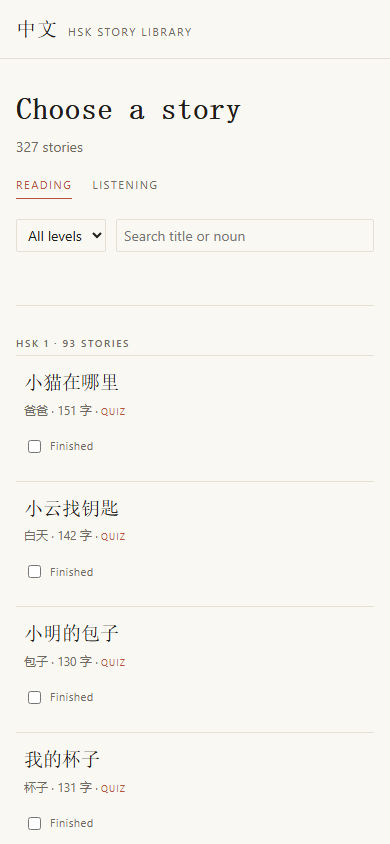 中文 HSK STORY LIBRARY
Choose a story
327 stories
READING LISTENING
All levels Search title or noun
HSK 1 · 93 STORIES
小猫在哪里
爸爸 · 151 字 · QUIZ
Finished
小云找钥匙
白天 · 142 字 · QUIZ
Finished
小明的包子
包子 · 130 字 · QUIZ
Finished
我的杯子
杯子 · 131 字 · QUIZ
Finished